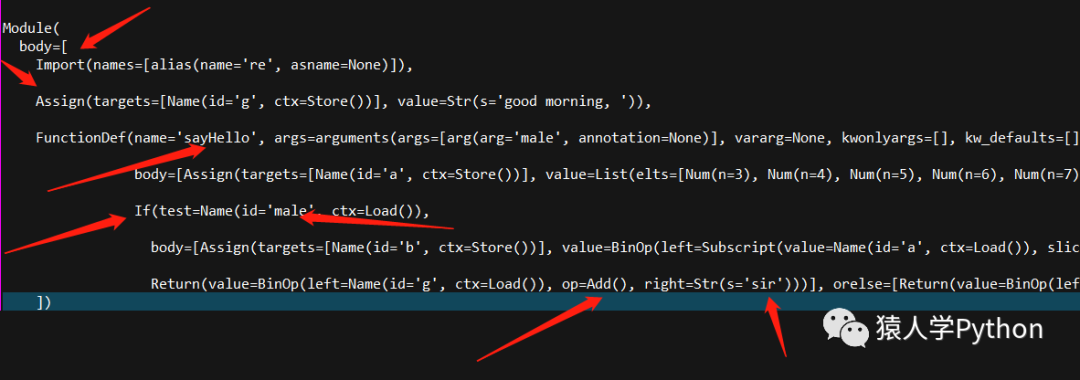 Module(
body=[
Import(names=[alias(name='re', asname=None)]),
Assign(targets=[Name(id='g', ctx=Store())], value=Str(s='good morning, ')),
FunctionDef(name='sayHello', args=arguments(args=[arg(arg='male', annotation=None)], vararg=None, kwonlyargs=[], kw_defaults=[]
body=[Assign(targets=[Name(id='a', ctx=Store())], value=List(elts=[Num(n=3), Num(n=4), Num(n=5), Num(n=6), Num(n=7)
If(test=Name(id='male', ctx=Load()),
body=[Assign(targets=[Name(id='b', ctx=Store())], value=BinOp(left=Subscript(value=Name(id='a', ctx=Load()), slic
Return(value=BinOp(left=Name(id='g', ctx=Load()), op=Add(), right=Str(s='sir')))], orelse=[Return(value=BinOp(lef
])
猿人学Python